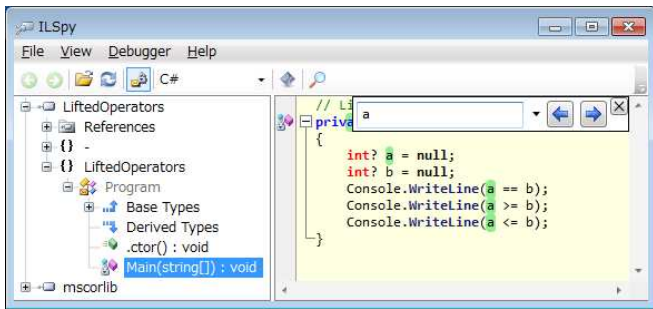 ILSpy
File View Debugger Help
C#
LiftedOperators
References
{} -
{} LiftedOperators
Program
Base Types
Derived Types
.ctor() : void
Main(string[]) : void
mscorlib
a
// Li
priva
{
int? a = null;
int? b = null;
Console.WriteLine(a == b);
Console.WriteLine(a >= b);
Console.WriteLine(a <= b);
}